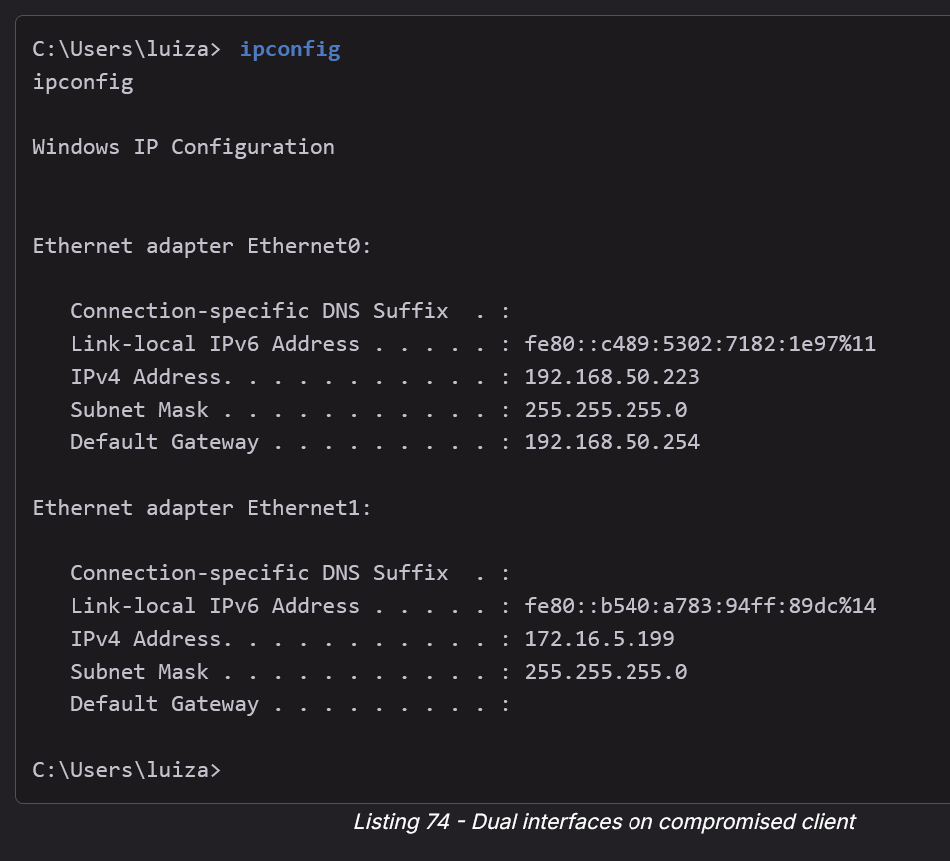 C:\Users\luiza> ipconfig
ipconfig
Windows IP Configuration
Ethernet adapter Ethernet0:
Connection-specific DNS Suffix  . :
Link-local IPv6 Address . . . . . : fe80::c489:5302:7182:1e97%11
IPv4 Address. . . . . . . . . . . : 192.168.50.223
Subnet Mask . . . . . . . . . . . : 255.255.255.0
Default Gateway . . . . . . . . . : 192.168.50.254
Ethernet adapter Ethernet1:
Connection-specific DNS Suffix  . :
Link-local IPv6 Address . . . . . : fe80::b540:a783:94ff:89dc%14
IPv4 Address. . . . . . . . . . . : 172.16.5.199
Subnet Mask . . . . . . . . . . . : 255.255.255.0
Default Gateway . . . . . . . . . :
C:\Users\luiza>
Listing 74 - Dual interfaces on compromised client